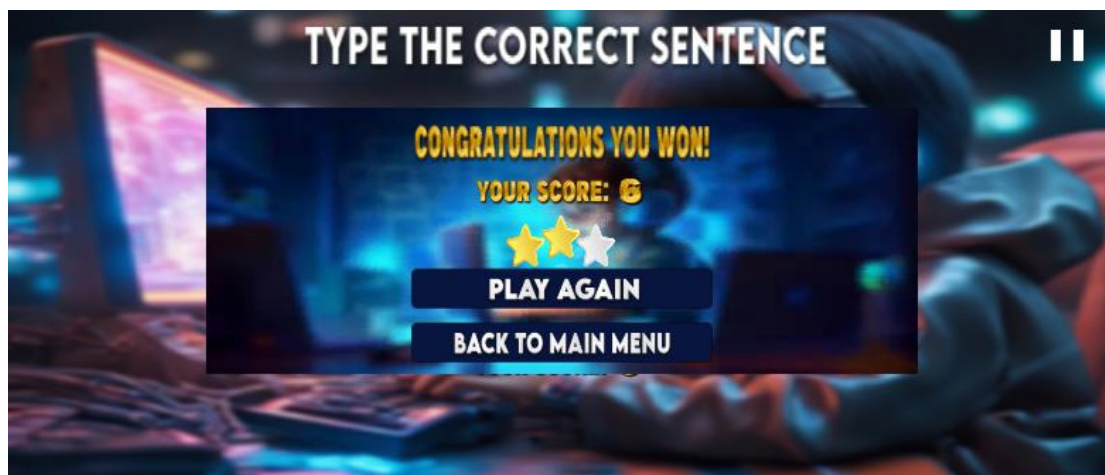 TYPE THE CORRECT SENTENCE
CONGRATULATIONS YOU WON!
YOUR SCORE: 6
PLAY AGAIN
BACK TO MAIN MENU